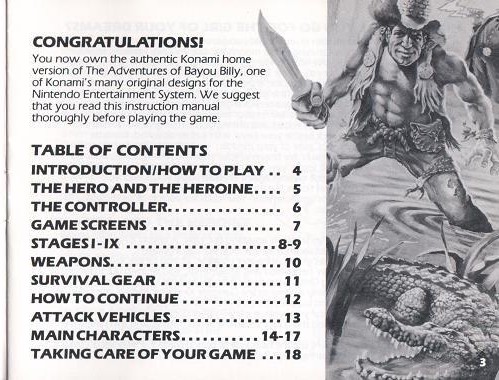 CONGRATULATIONS!
You now own the authentic Konami home
version of The Adventures of Bayou Billy, one
of Konami's many original designs for the
Nintendo Entertainment System. We suggest
that you read this instruction manual
thoroughly before playing the game.
TABLE OF CONTENTS
INTRODUCTION/HOW TO PLAY .. 4
THE HERO AND THE HEROINE.... 5
THE CONTROLLER............... 6
GAME SCREENS ................. 7
STAGES I-IX .................... 8-9
WEAPONS...................... 10
SURVIVAL GEAR ................ 11
HOW TO CONTINUE ............. 12
ATTACK VEHICLES .............. 13
MAIN CHARACTERS........... 14-17
TAKING CARE OF YOUR GAME ... 18
3